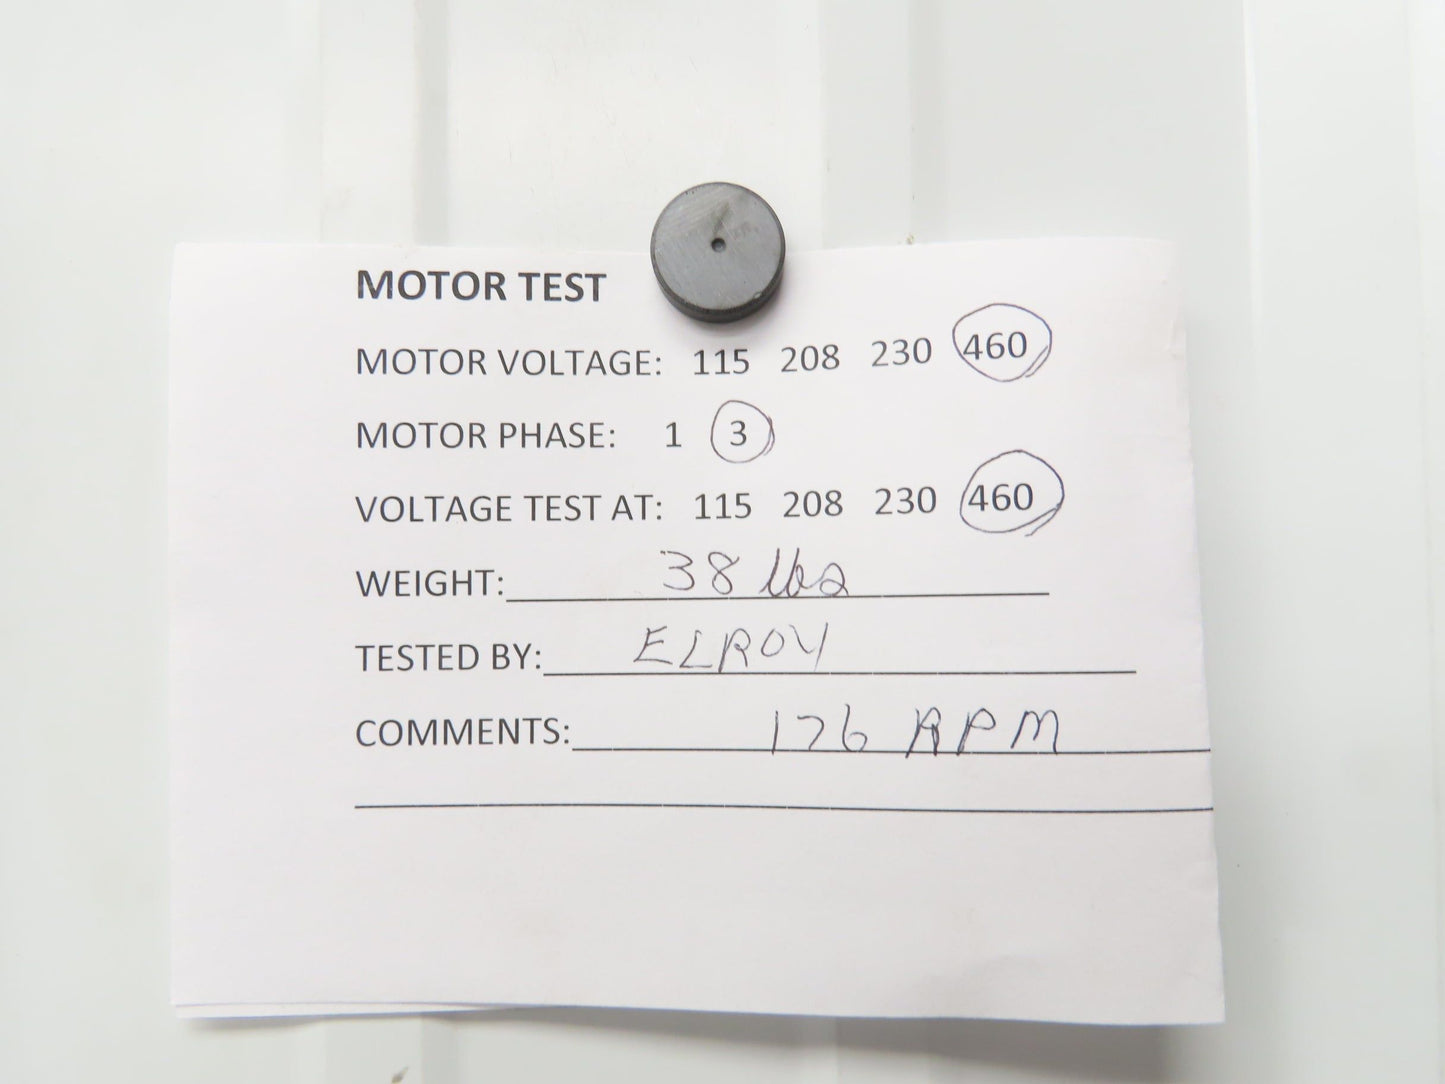 MOTOR TEST
MOTOR VOLTAGE: 115 208 230 460
MOTOR PHASE: 1 3
VOLTAGE TEST AT: 115 208 230 460
WEIGHT: 38 lbs
TESTED BY: ELROY
COMMENTS: 176 RPM